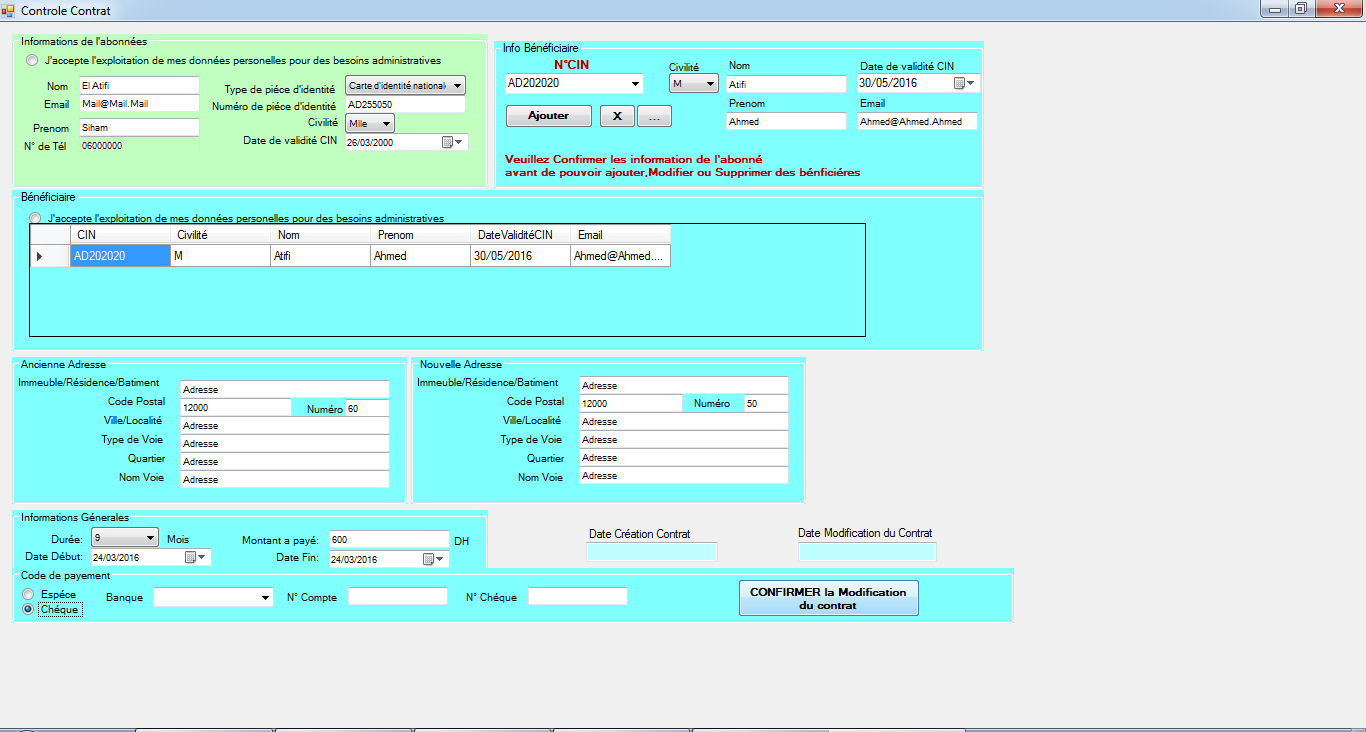 Controle Contrat
Informations de l'abonnées
J'accepte l'exploitation de mes données personelles pour des besoins administratives
Nom El Atifi
Email Mail@Mail.Mail
Prenom Siham
N° de Tél 06000000
Type de piéce d'identité Carte d'identité national
Numéro de piéce d'identité AD255050
Civilité Mlle
Date de validité CIN 26/03/2000
Info Bénéficiaire
N°CIN
AD202020
Civilité
M
Nom
Atifi
Date de validité CIN
30/05/2016
Ajouter X ...
Prenom
Ahmed
Email
Ahmed@Ahmed.Ahmed
Veuillez Confirmer les information de l'abonné
avant de pouvoir ajouter,Modifier ou Supprimer des bénficiéres
Bénéficiaire
J'accepte l'exploitation de mes données personelles pour des besoins administratives
CIN Civilité Nom Prenom DateValiditéCIN Email
AD202020 M Atifi Ahmed 30/05/2016 Ahmed@Ahmed....
Ancienne Adresse
Immeuble/Résidence/Batiment Adresse
Code Postal 12000 Numéro 60
Ville/Localité Adresse
Type de Voie Adresse
Quartier Adresse
Nom Voie Adresse
Nouvelle Adresse
Immeuble/Résidence/Batiment Adresse
Code Postal 12000 Numéro 50
Ville/Localité Adresse
Type de Voie Adresse
Quartier Adresse
Nom Voie Adresse
Informations Génerales
Durée: 9 Mois Montant a payé: 600 DH
Date Début: 24/03/2016 Date Fin: 24/03/2016
Date Création Contrat
Date Modification du Contrat
Code de payement
Espéce
Chéque
Banque N° Compte N° Chéque
CONFIRMER la Modification
du contrat